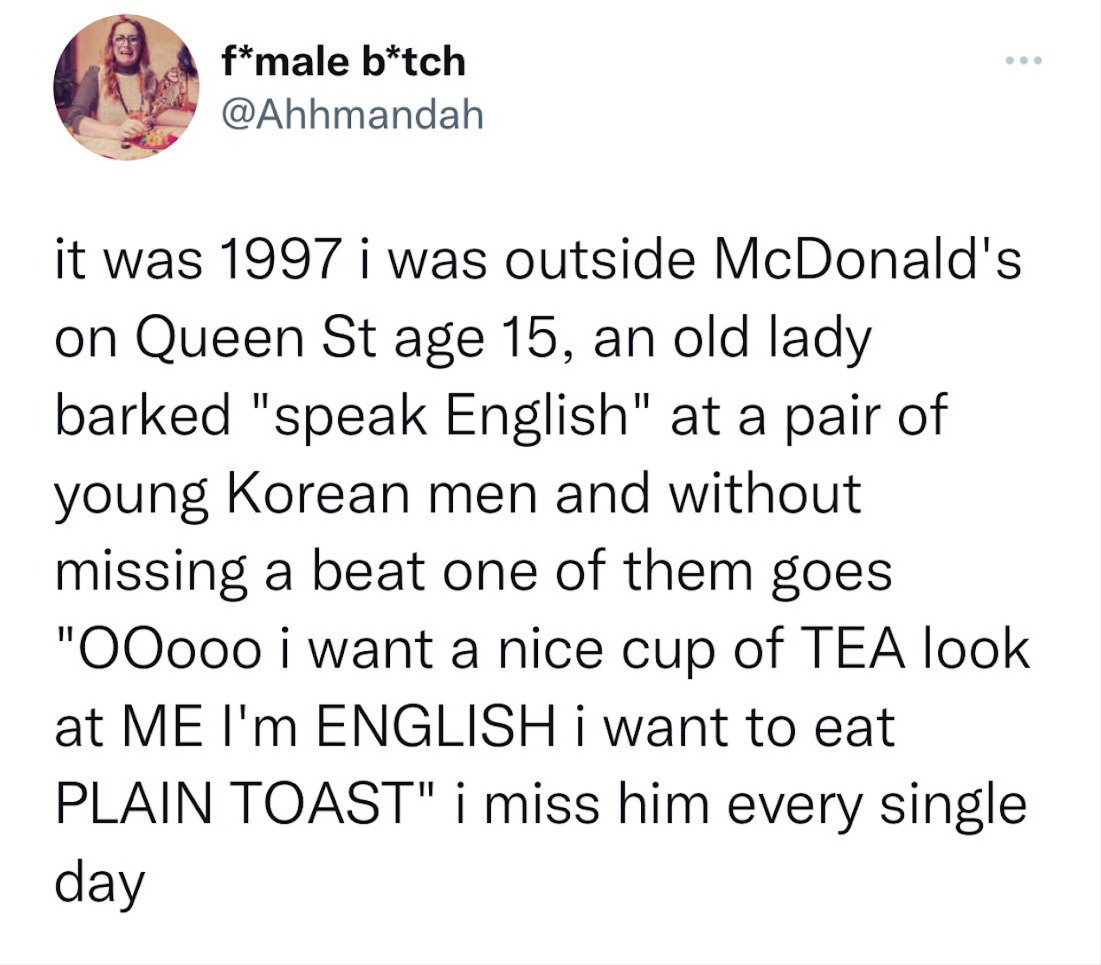 f*male b*tch
@Ahhmandah
it was 1997 i was outside McDonald's
on Queen St age 15, an old lady
barked "speak English" at a pair of
young Korean men and without
missing a beat one of them goes
"OOooo i want a nice cup of TEA look
at ME I'm ENGLISH i want to eat
PLAIN TOAST" i miss him every single
day